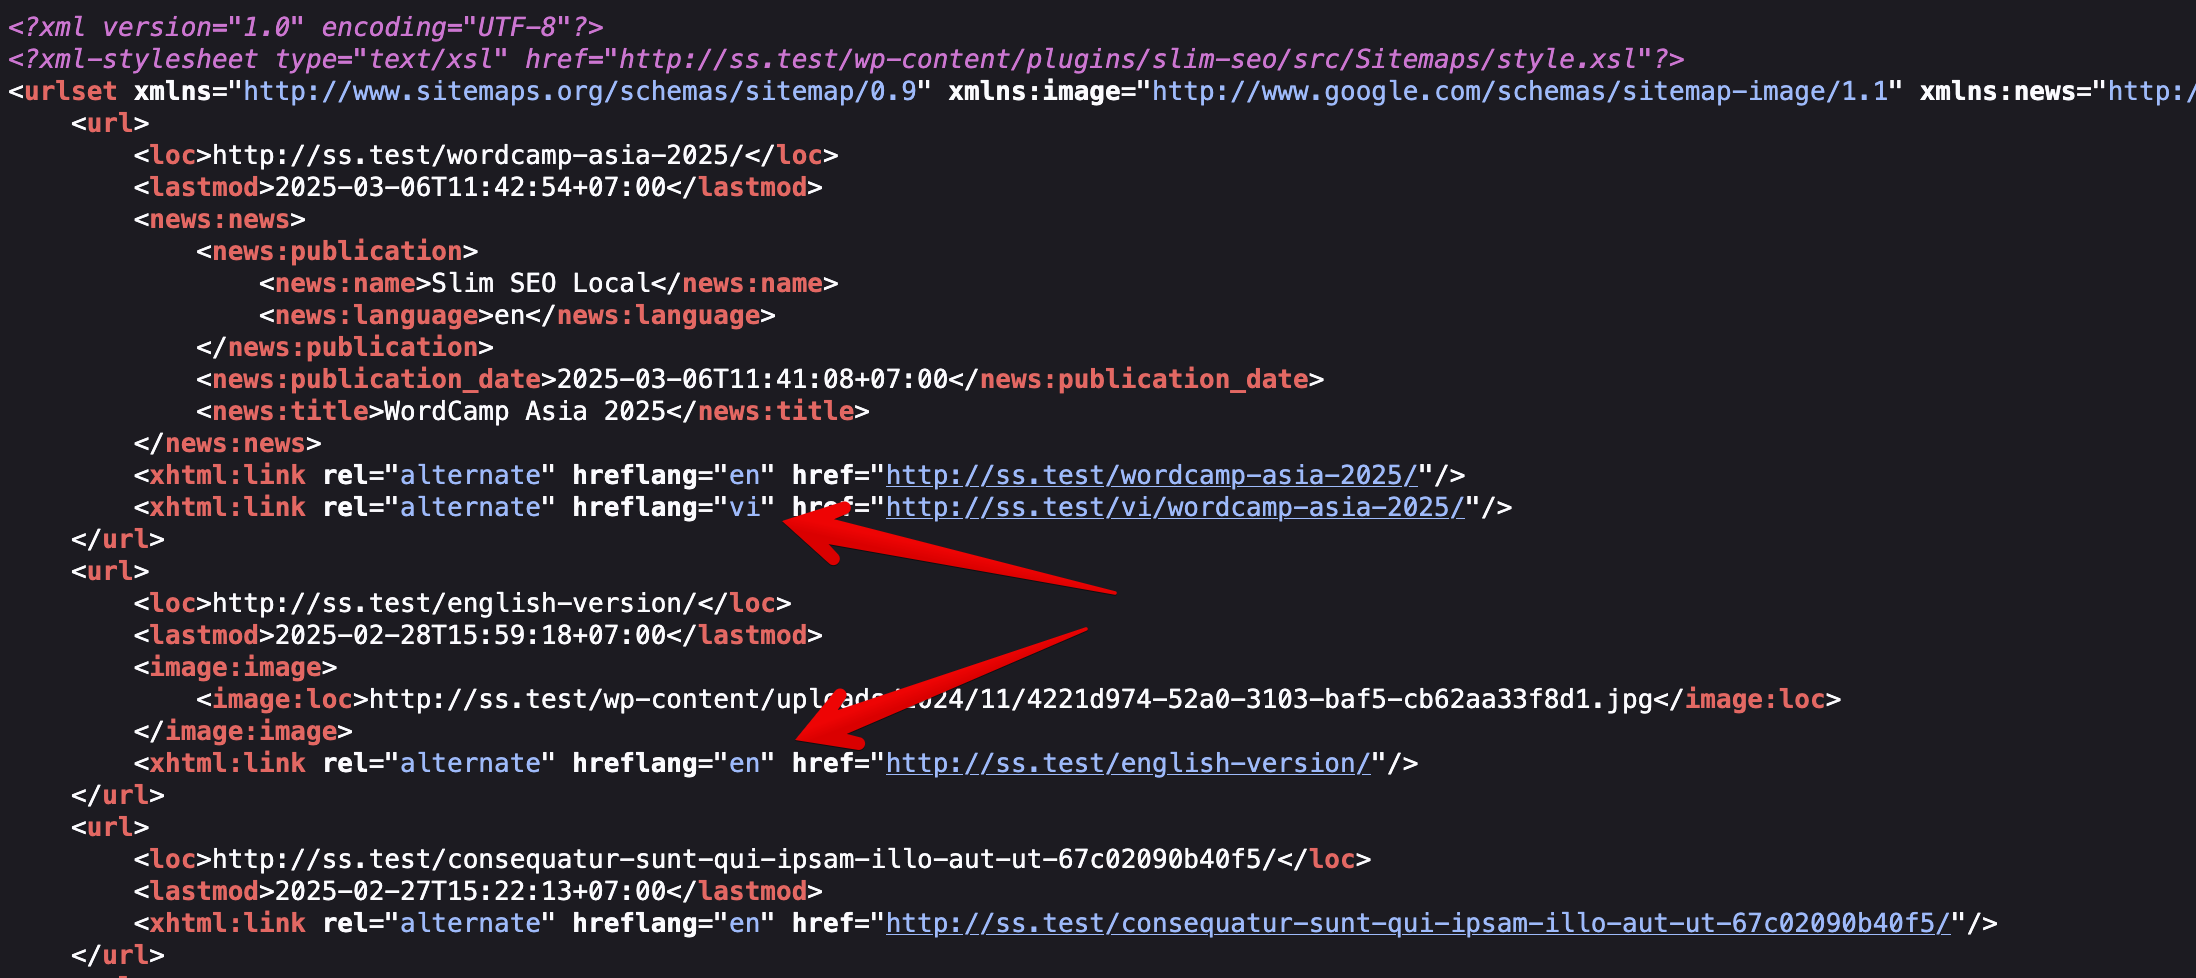 <?xml version="1.0" encoding="UTF-8"?>
<?xml-stylesheet type="text/xsl" href="http://ss.test/wp-content/plugins/slim-seo/src/Sitemaps/style.xsl"?>
<urlset xmlns="http://www.sitemaps.org/schemas/sitemap/0.9" xmlns:image="http://www.google.com/schemas/sitemap-image/1.1" xmlns:news="http:/
<url>
<loc>http://ss.test/wordcamp-asia-2025/</loc>
<lastmod>2025-03-06T11:42:54+07:00</lastmod>
<news:news>
<news:publication>
<news:name>Slim SEO Local</news:name>
<news:language>en</news:language>
</news:publication>
<news:publication_date>2025-03-06T11:41:08+07:00</news:publication_date>
<news:title>WordCamp Asia 2025</news:title>
</news:news>
<xhtml:link rel="alternate" hreflang="en" href="http://ss.test/wordcamp-asia-2025/"/>
<xhtml:link rel="alternate" hreflang="vi" href="http://ss.test/vi/wordcamp-asia-2025/"/>
</url>
<url>
<loc>http://ss.test/english-version/</loc>
<lastmod>2025-02-28T15:59:18+07:00</lastmod>
<image:image>
<image:loc>http://ss.test/wp-content/uploads/2024/11/4221d974-52a0-3103-baf5-cb62aa33f8d1.jpg</image:loc>
</image:image>
<xhtml:link rel="alternate" hreflang="en" href="http://ss.test/english-version/"/>
</url>
<url>
<loc>http://ss.test/consequatur-sunt-qui-ipsam-illo-aut-ut-67c02090b40f5/</loc>
<lastmod>2025-02-27T15:22:13+07:00</lastmod>
<xhtml:link rel="alternate" hreflang="en" href="http://ss.test/consequatur-sunt-qui-ipsam-illo-aut-ut-67c02090b40f5/"/>
</url>